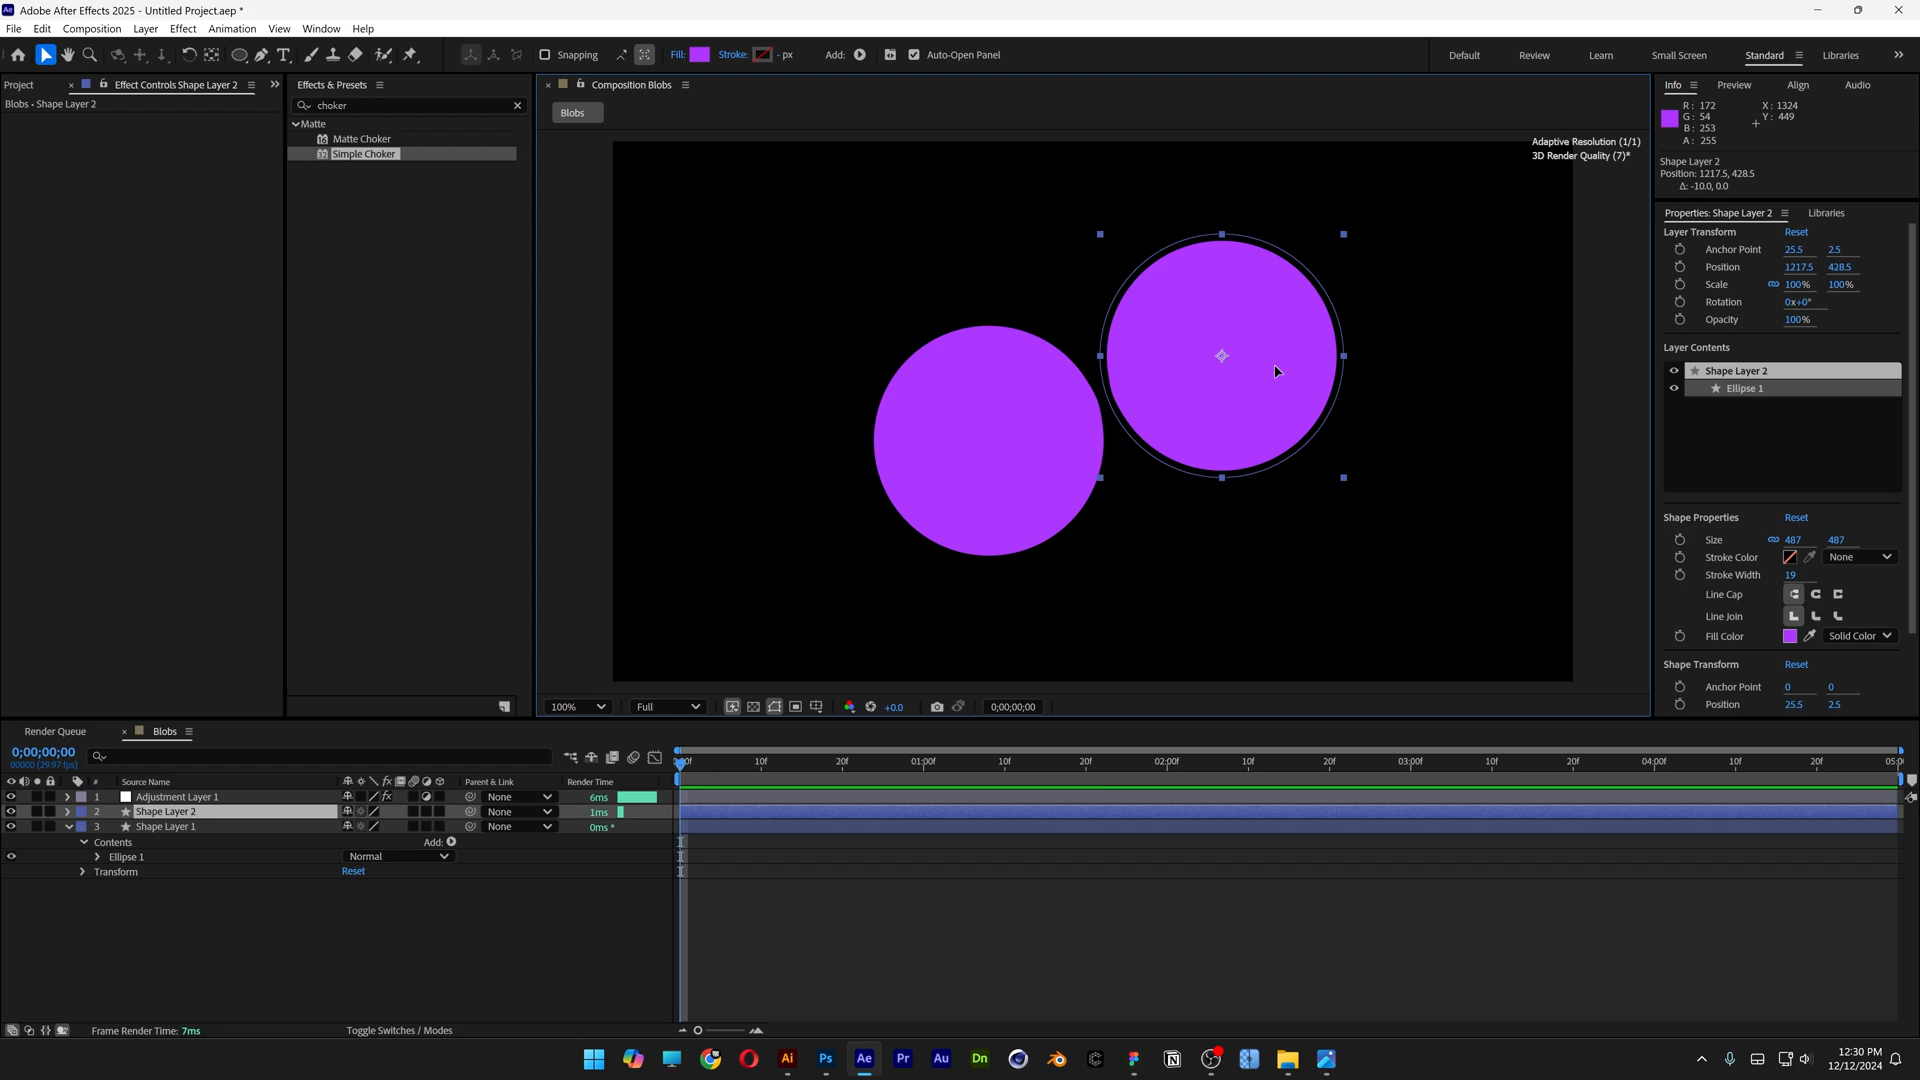 Adobe After Effects 2025 - Untitled Project.aep *
File Edit Composition Layer Effect Animation View Window Help
Snapping Fill: Stroke: - px Add: Auto-Open Panel Default Review Learn Small Screen Standard Libraries
Project Effect Controls Shape Layer 2
Blobs • Shape Layer 2
Effects & Presets
choker
Matte
Matte Choker
Simple Choker
Composition Blobs
Blobs
Adaptive Resolution (1/1)
3D Render Quality (7)*
100% Full +0.0 0;00;00;00
Info Preview Align Audio
R: 172 X: 1324
G: 54 Y: 449
B: 253
A: 255
Shape Layer 2
Position: 1217.5, 428.5
Δ: -10.0, 0.0
Properties: Shape Layer 2 Libraries
Layer Transform Reset
Anchor Point 25.5 2.5
Position 1217.5 428.5
Scale 100% 100%
Rotation 0x+0°
Opacity 100%
Layer Contents
Shape Layer 2
Ellipse 1
Shape Properties Reset
Size 487 487
Stroke Color None
Stroke Width 19
Line Cap
Line Join
Fill Color Solid Color
Shape Transform Reset
Anchor Point 0 0
Position 25.5 2.5
Render Queue Blobs
0;00;00;00
00000 (29.97 fps)
# Source Name Parent & Link Render Time
10f 20f 01:00f 10f 20f 02:00f 10f 20f 03:00f 10f 20f 04:00f 10f 20f
1 Adjustment Layer 1 fx None 6ms
2 Shape Layer 2 None 1ms
3 Shape Layer 1 None 0ms *
Contents Add:
Ellipse 1 Normal
Transform Reset
Frame Render Time: 7ms Toggle Switches / Modes
Ai Ps Ae Pr Au Dn
12:30 PM
12/12/2024